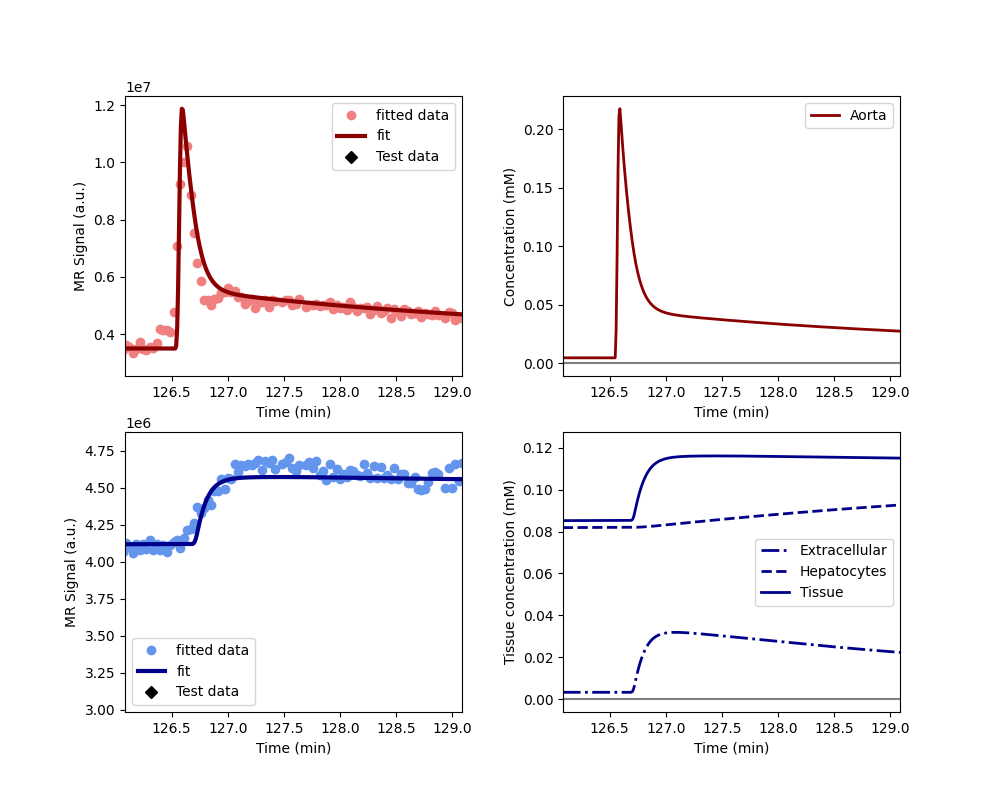 1e7
1.2
1.0
0.8
0.6
0.4
MR Signal (a.u.)
fitted data
fit
Test data
126.5 127.0 127.5 128.0 128.5 129.0
Time (min)
0.20
0.15
0.10
0.05
0.00
Concentration (mM)
Aorta
126.5 127.0 127.5 128.0 128.5 129.0
Time (min)
1e6
4.75
4.50
4.25
4.00
3.75
3.50
3.25
3.00
MR Signal (a.u.)
fitted data
fit
Test data
126.5 127.0 127.5 128.0 128.5 129.0
Time (min)
0.12
0.10
0.08
0.06
0.04
0.02
0.00
Tissue concentration (mM)
Extracellular
Hepatocytes
Tissue
126.5 127.0 127.5 128.0 128.5 129.0
Time (min)